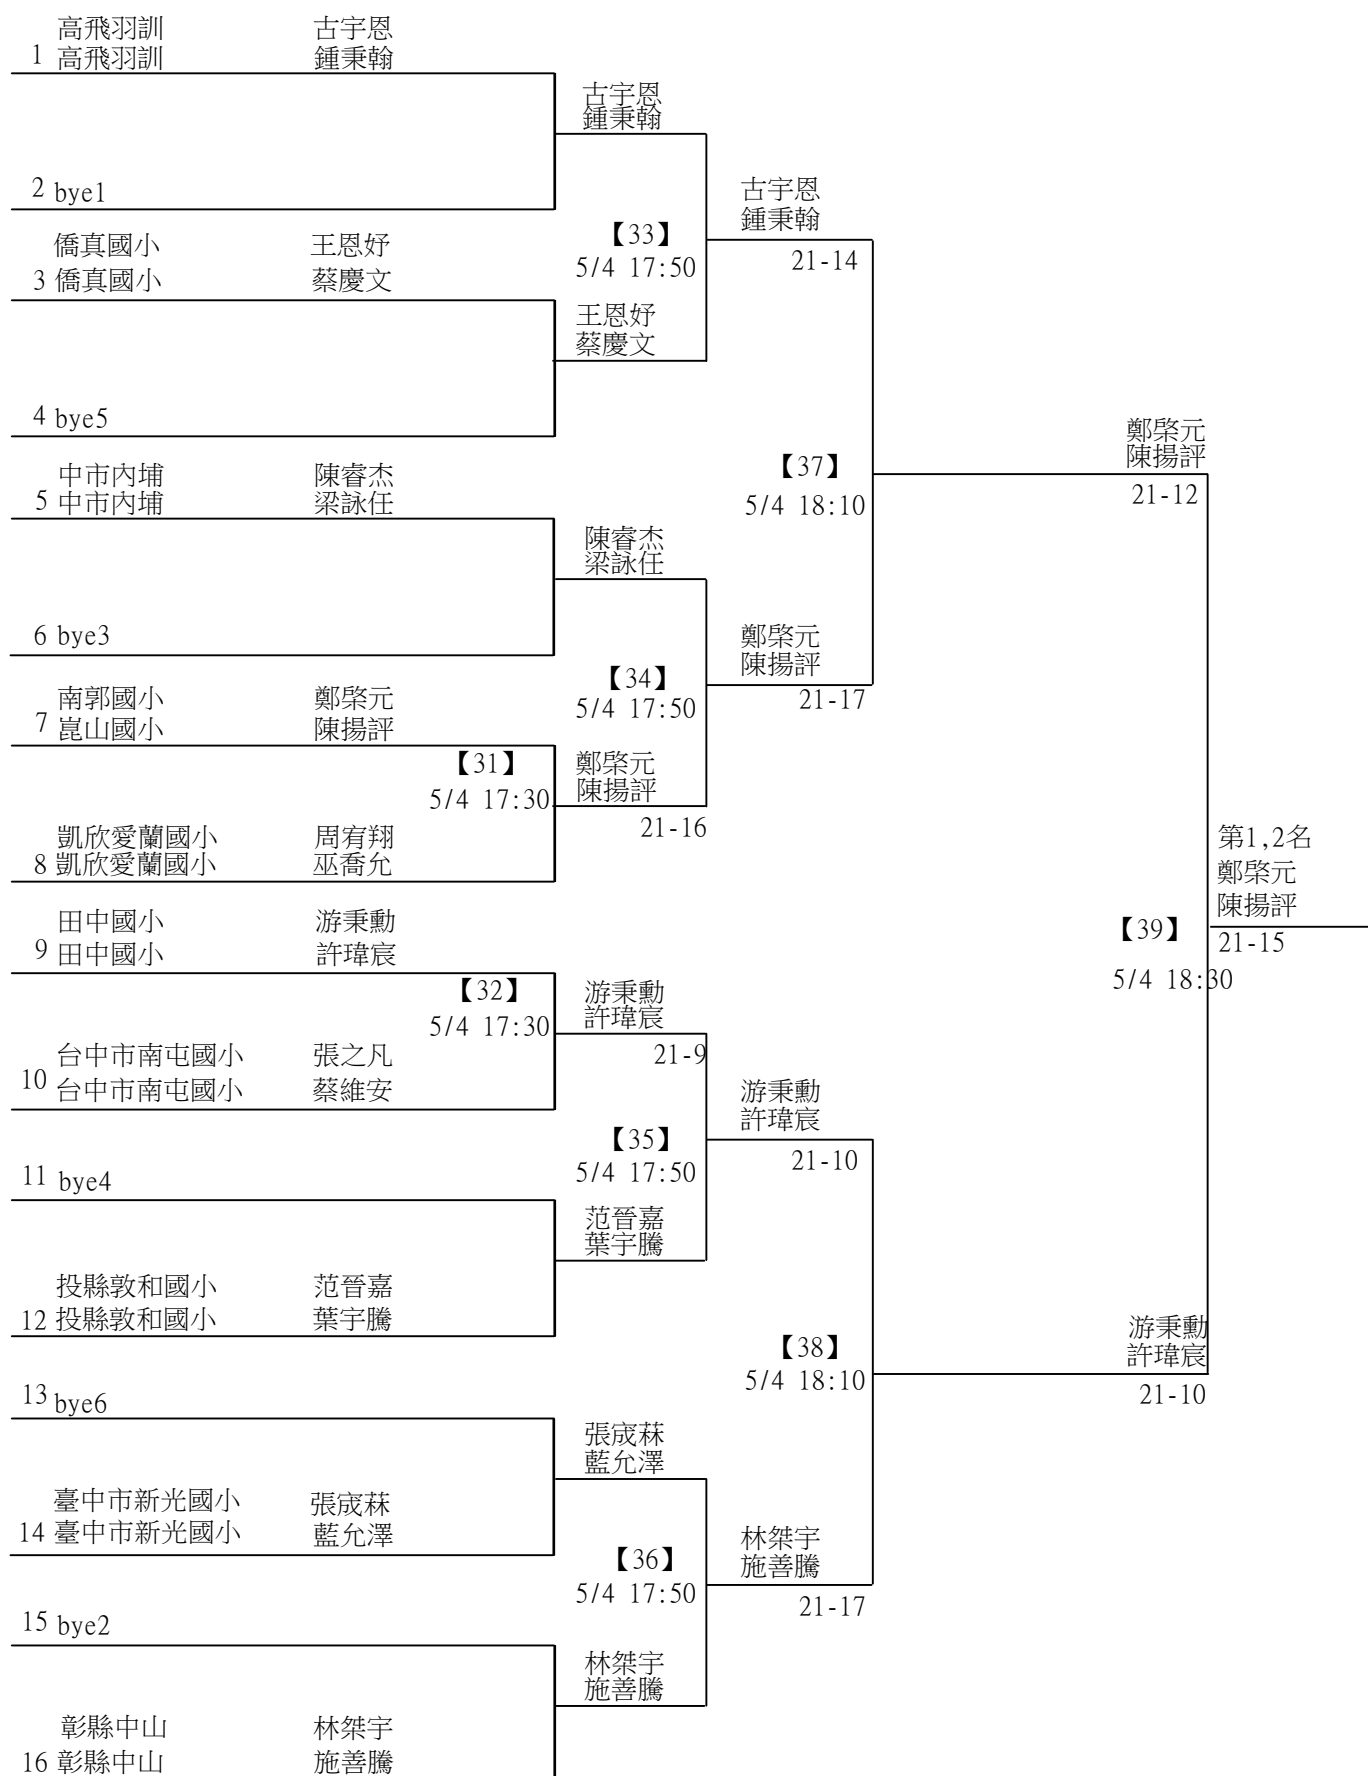 高飛羽訓 古宇恩
1 高飛羽訓 鍾秉翰
古宇恩
鍾秉翰
2 bye1
古宇恩
鍾秉翰
【33】
21-14
5/4 17:50
僑真國小 王恩妤
3 僑真國小 蔡慶文
王恩妤
蔡慶文
4 bye5
鄭棨元
陳揚評
21-12
【37】
5/4 18:10
中市內埔 陳睿杰
5 中市內埔 梁詠任
陳睿杰
梁詠任
6 bye3
鄭棨元
陳揚評
21-17
【34】
5/4 17:50
南郭國小 鄭棨元
7 崑山國小 陳揚評
【31】
5/4 17:30
鄭棨元
陳揚評
21-16
凱欣愛蘭國小 周宥翔
8 凱欣愛蘭國小 巫喬允
第1,2名
鄭棨元
陳揚評
21-15
【39】
5/4 18:30
田中國小 游秉勳
9 田中國小 許瑋宸
【32】
5/4 17:30
游秉勳
許瑋宸
21-9
台中市南屯國小 張之凡
10 台中市南屯國小 蔡維安
游秉勳
許瑋宸
21-10
【35】
5/4 17:50
11 bye4
范晉嘉
葉宇騰
投縣敦和國小 范晉嘉
12 投縣敦和國小 葉宇騰
【38】
5/4 18:10
游秉勳
許瑋宸
21-10
13 bye6
張宬菻
藍允澤
臺中市新光國小 張宬菻
14 臺中市新光國小 藍允澤
【36】
5/4 17:50
林桀宇
施善騰
21-17
15 bye2
林桀宇
施善騰
彰縣中山 林桀宇
16 彰縣中山 施善騰